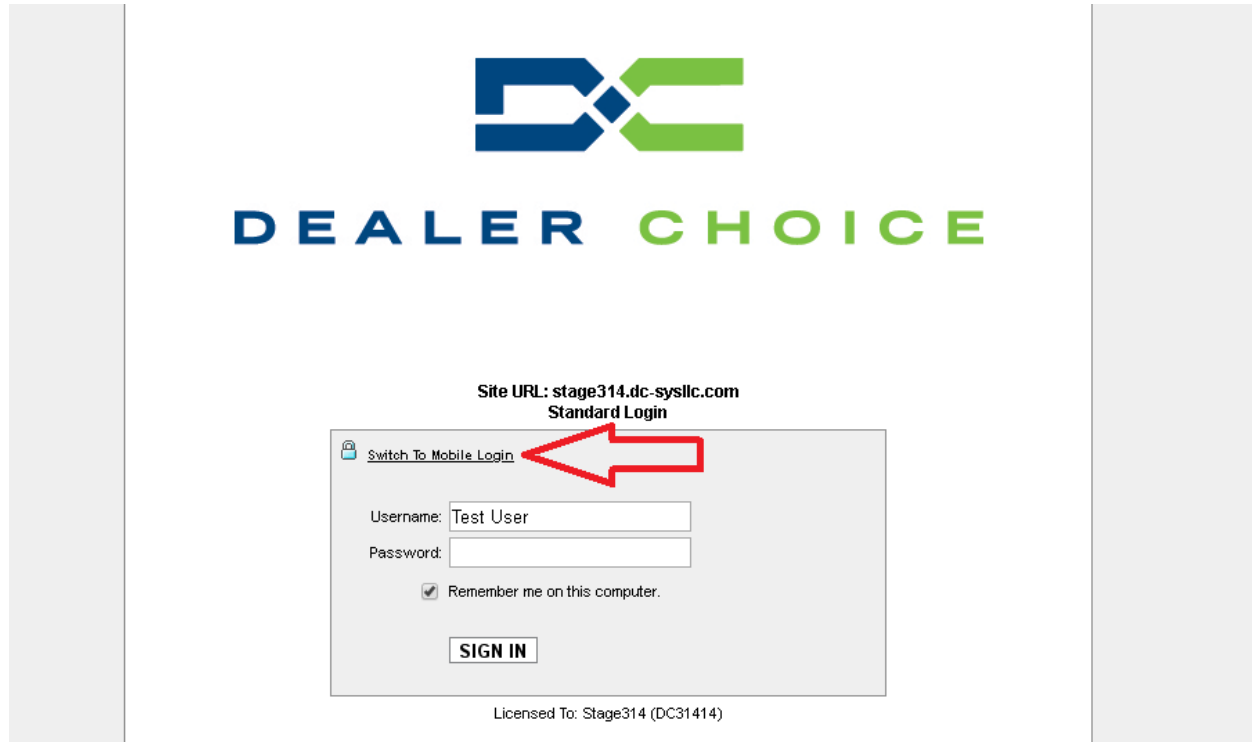 DEALER CHOICE
Site URL: stage314.dc-sysllc.com
Standard Login
Switch To Mobile Login
Username: Test User
Password:
Remember me on this computer.
SIGN IN
Licensed To: Stage314 (DC31414)